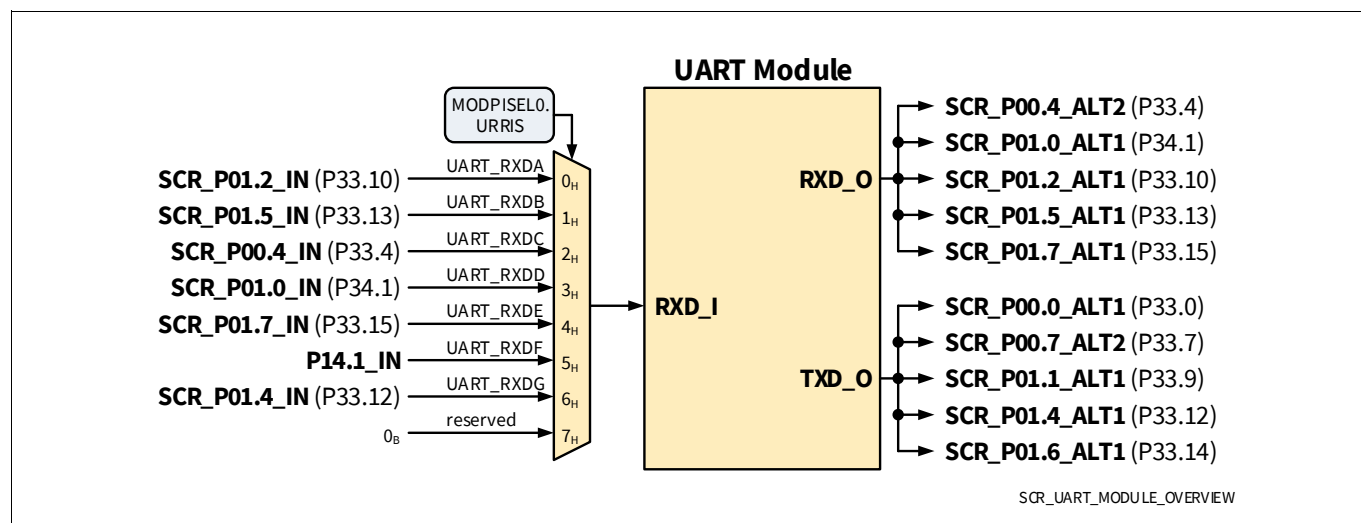 UART Module
MODPISEL0.
URRIS
SCR_P01.2_IN (P33.10) UART_RXDA 0H
SCR_P01.5_IN (P33.13) UART_RXDB 1H
SCR_P00.4_IN (P33.4) UART_RXDC 2H
SCR_P01.0_IN (P34.1) UART_RXDD 3H
SCR_P01.7_IN (P33.15) UART_RXDE 4H
P14.1_IN UART_RXDF 5H
SCR_P01.4_IN (P33.12) UART_RXDG 6H
0B reserved 7H
RXD_I
RXD_O
SCR_P00.4_ALT2 (P33.4)
SCR_P01.0_ALT1 (P34.1)
SCR_P01.2_ALT1 (P33.10)
SCR_P01.5_ALT1 (P33.13)
SCR_P01.7_ALT1 (P33.15)
TXD_O
SCR_P00.0_ALT1 (P33.0)
SCR_P00.7_ALT2 (P33.7)
SCR_P01.1_ALT1 (P33.9)
SCR_P01.4_ALT1 (P33.12)
SCR_P01.6_ALT1 (P33.14)
SCR_UART_MODULE_OVERVIEW